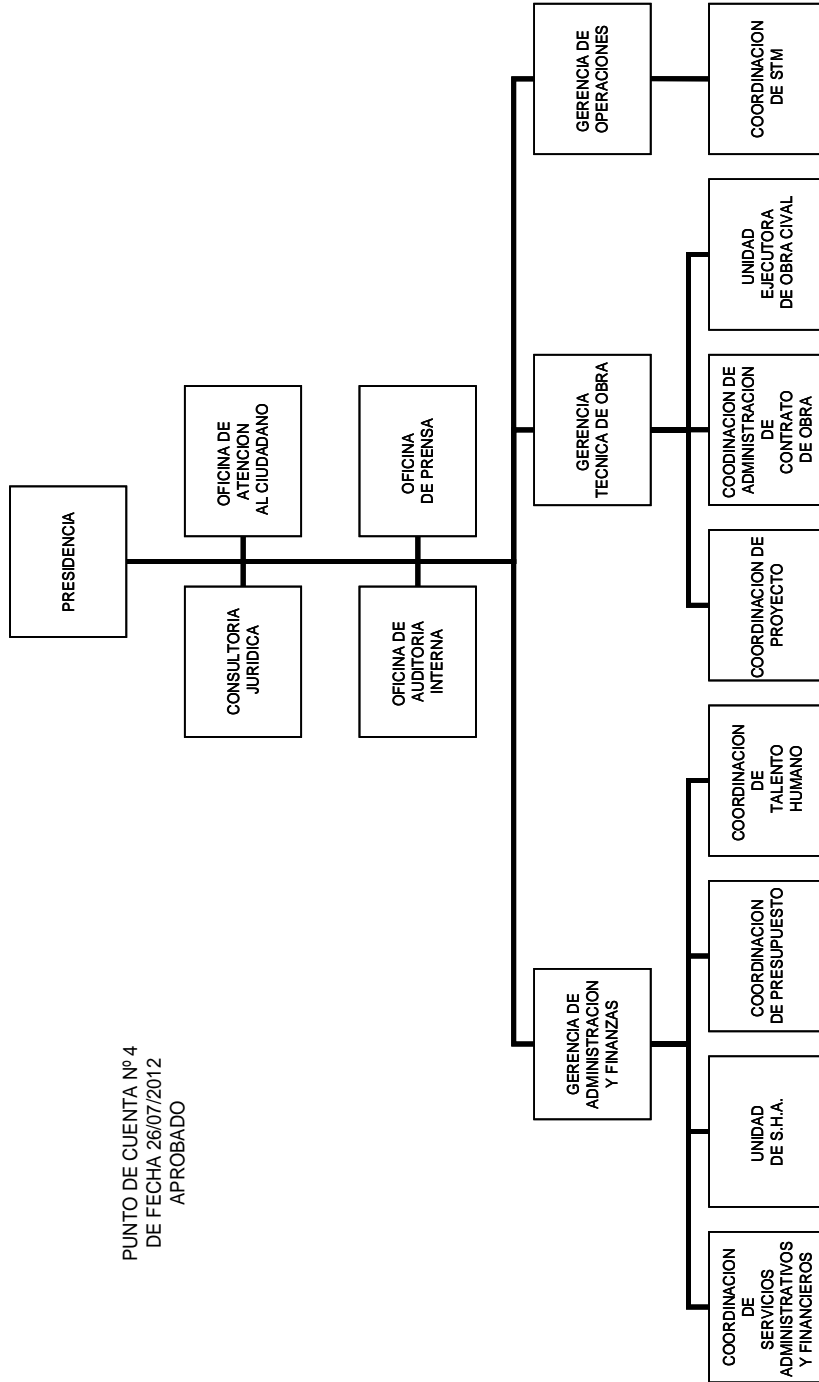 PUNTO DE CUENTA Nº 4
DE FECHA 26/07/2012
APROBADO
PRESIDENCIA
CONSULTORIA
JURIDICA
OFICINA DE
ATENCION
AL CIUDADANO
OFICINA DE
AUDITORIA
INTERNA
OFICINA
DE PRENSA
GERENCIA DE
ADMINISTRACION
Y FINANZAS
GERENCIA
TECNICA DE OBRA
GERENCIA DE
OPERACIONES
COORDINACION
DE
SERVICIOS
ADMINISTRATIVOS
Y FINANCIEROS
UNIDAD
DE S.H.A.
COORDINACION
DE PRESUPUESTO
COORDINACION
DE
TALENTO
HUMANO
COORDINACION DE
PROYECTO
COODINACION DE
ADMINISTRACION
DE
CONTRATO
DE OBRA
UNIDAD
EJECUTORA
DE OBRA CIVAL
COORDINACION
DE STM